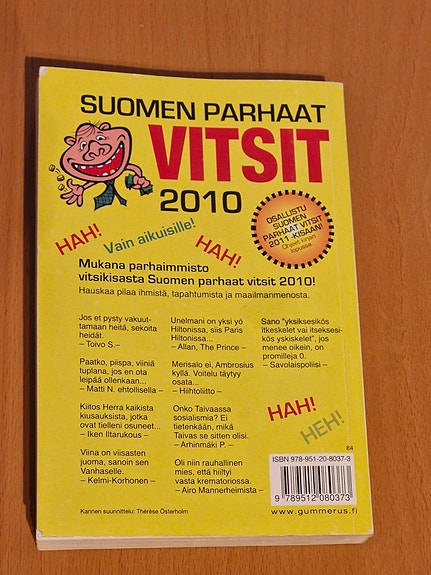 SUOMEN PARHAAT
VITSIT
2010
HAH!
Vain aikuisille!
HAH!
OSALLISTU
SUOMEN
PARHAAT VITSIT
2011 -KISAAN!
Ohjeet kirjan
lopussa.
Mukana parhaimmisto
vitsikisasta Suomen parhaat vitsit 2010!
Hauskaa pilaa ihmistä, tapahtumista ja maailmanmenosta.
Jos et pysty vakuut-
tamaan heitä, sekoita
heidät.
– Toivo S.–
Paatko, piispa, viiniä
tuplana, jos en ota
leipää ollenkaan...
– Matti N. ehtollisella –
Kiitos Herra kaikista
kiusauksista, jotka
ovat tielleni osuneet...
– Iken Iltarukous –
Viina on viisasten
juoma, sanoin sen
Vanhaselle.
– Kelmi-Korhonen –
Unelmani on yksi yö
Hiltonissa, siis Paris
Hiltonissa...
– Allan, The Prince –
Merisalo ei, Ambrosius
kyllä. Voitelu täytyy
osata...
– Hiihtoliitto –
Onko Taivaassa
sosialismia? Ei
tietenkään, mikä
Taivas se sitten olisi.
– Arhinmäki P. –
Oli niin rauhallinen
mies, että hiiltyi
vasta krematoriossa.
– Airo Mannerheimista –
Sano "yksiksesikös
itkeskelet vai itseksesi-
kös yskiskelet", jos
menee oikein, on
promilleja 0.
– Savolaispoliisi –
HAH!
HEH!
84
ISBN 978-951-20-8037-3
9 789512 080373
www.gummerus.fi
Kannen suunnittelu: Thérèse Österholm